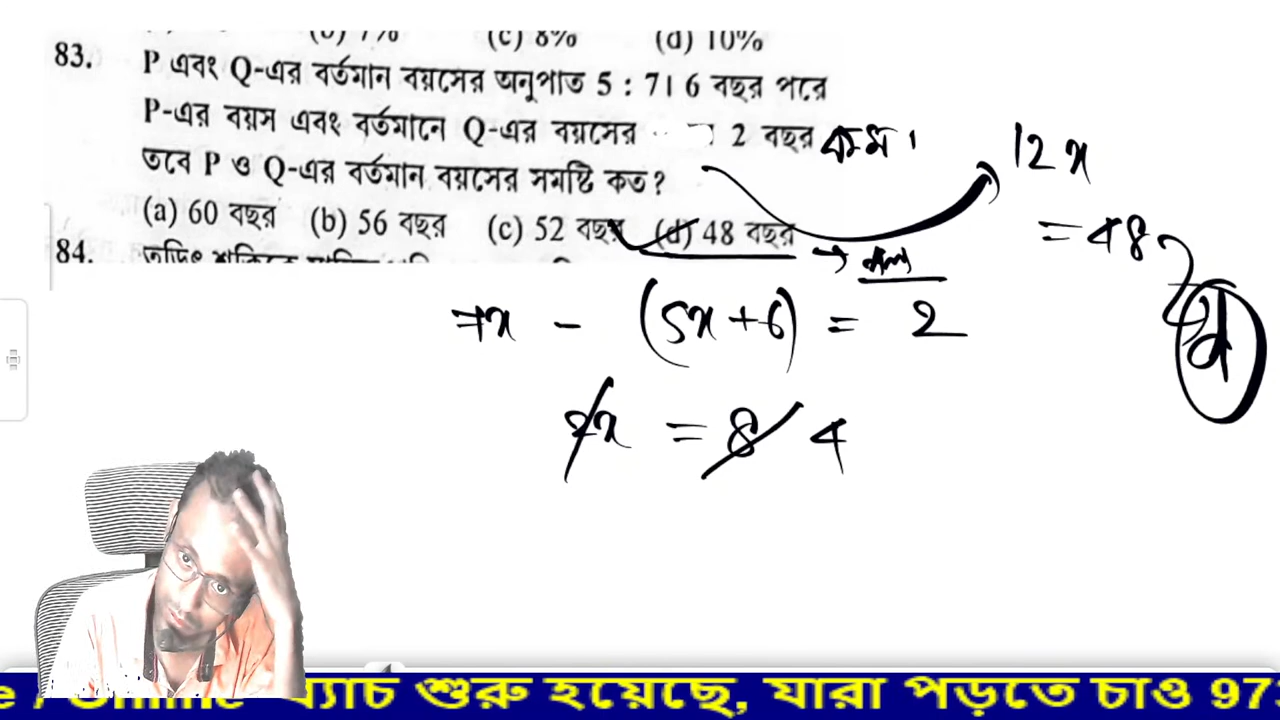 (b) 7% (c) 8% (d) 10%
83. P এবং Q-এর বর্তমান বয়সের অনুপাত 5 : 7। 6 বছর পরে
P-এর বয়স এবং বর্তমানে Q-এর বয়সের 2 বছর কম।
তবে P ও Q-এর বর্তমান বয়সের সমষ্টি কত?
(a) 60 বছর (b) 56 বছর (c) 52 বছর (d) 48 বছর
84.
12x
= 48
7x - (5x+6) = 2
2x = 8 4
d
Online ব্যাচ শুরু হয়েছে, যারা পড়তে চাও